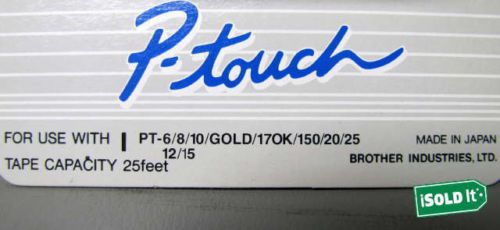 P-touch
FOR USE WITH PT-6/8/10/GOLD/170K/150/20/25
12/15
TAPE CAPACITY 25feet
MADE IN JAPAN
BROTHER INDUSTRIES, LTD.
iSOLD It